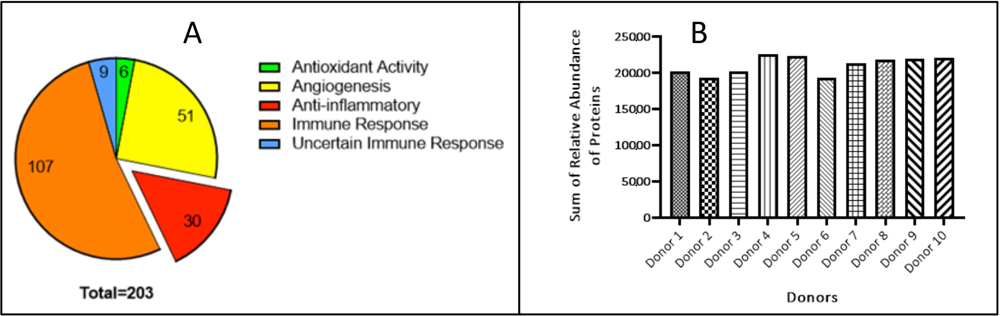 A
9
6
51
107
30
Antioxidant Activity
Angiogenesis
Anti-inflammatory
Immune Response
Uncertain Immune Response
Total=203
B
Sum of Relative Abundance
of Proteins
25000
20000
15000
10000
5000
0
Donor 1
Donor 2
Donor 3
Donor 4
Donor 5
Donor 6
Donor 7
Donor 8
Donor 9
Donor 10
Donors